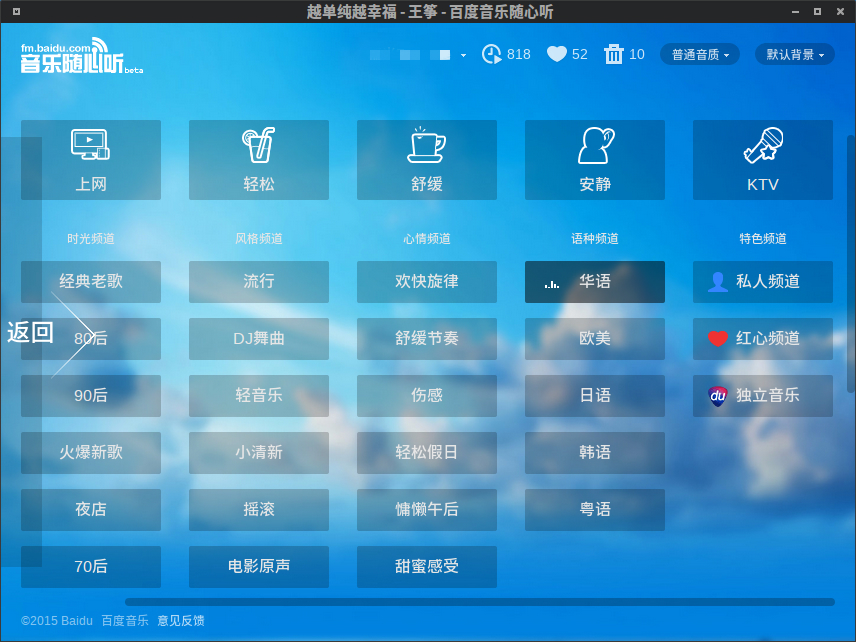 越单纯越幸福 - 王筝 - 百度音乐随心听
fm.baidu.com
音乐随心听beta
818 52 10 普通音质 默认背景
上网 轻松 舒缓 安静 KTV
时光频道 风格频道 心情频道 语种频道 特色频道
经典老歌 流行 欢快旋律 华语 私人频道
返回
80后 DJ舞曲 舒缓节奏 欧美 红心频道
90后 轻音乐 伤感 日语 du 独立音乐
火爆新歌 小清新 轻松假日 韩语
夜店 摇滚 慵懒午后 粤语
70后 电影原声 甜蜜感受
©2015 Baidu 百度音乐 意见反馈